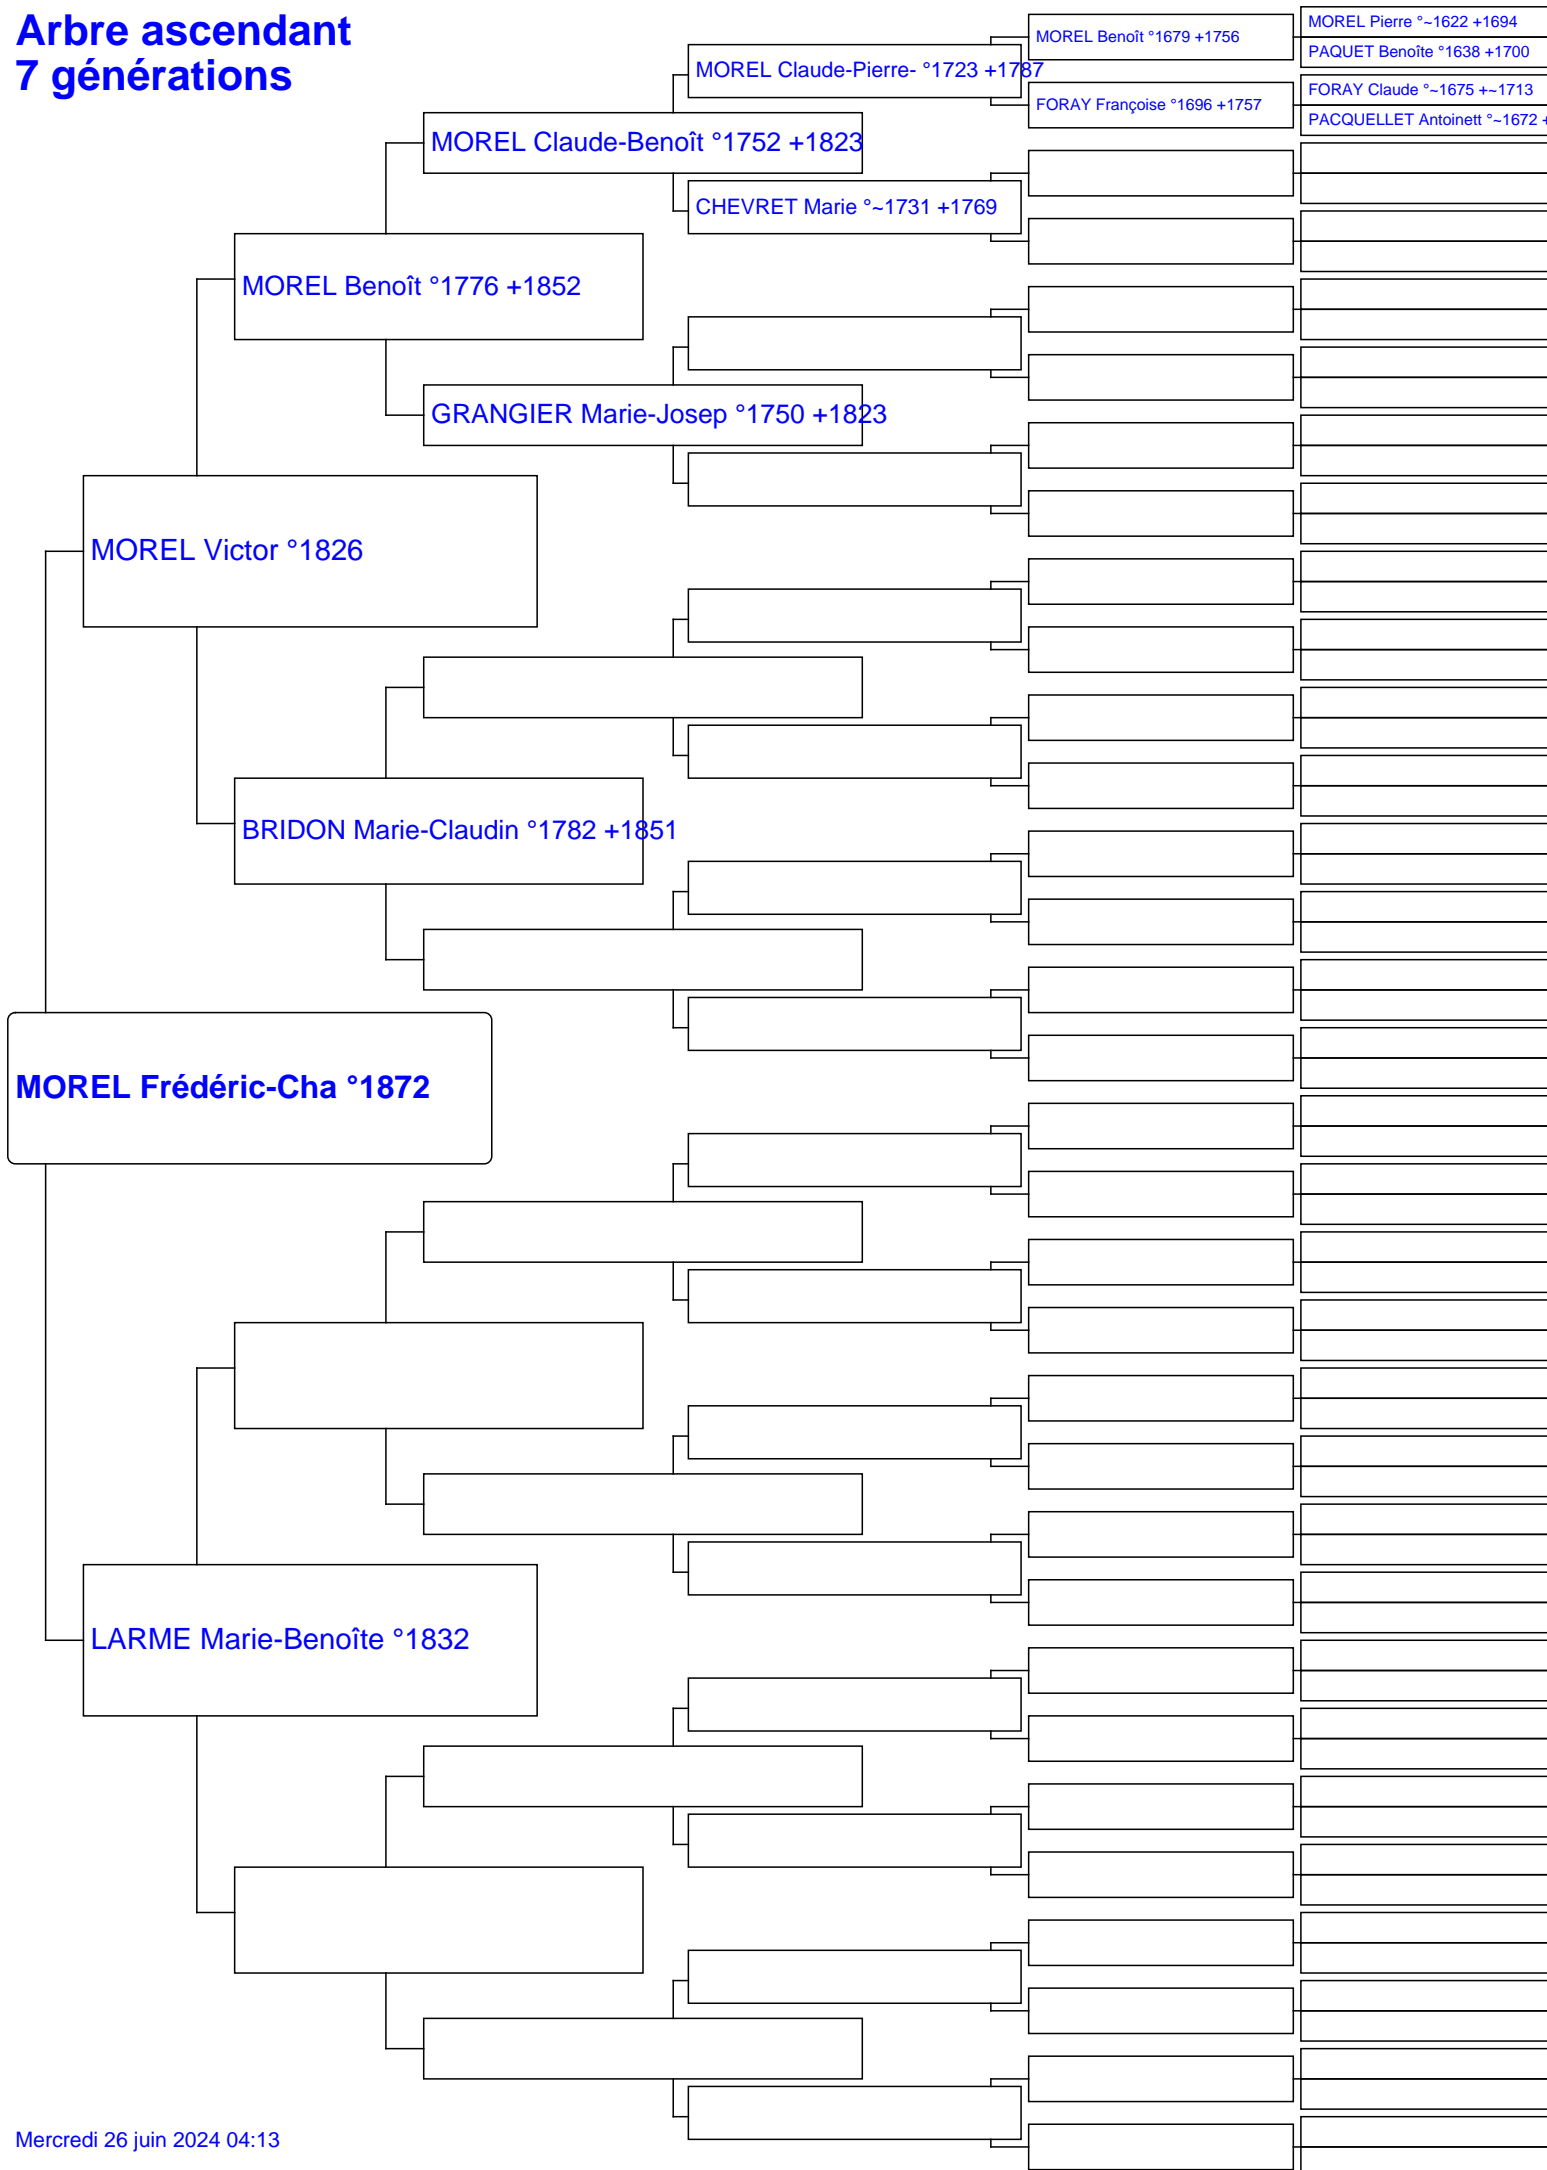 Arbre ascendant
7 générations
MOREL Pierre °~1622 +1694
MOREL Benoît °1679 +1756
PAQUET Benoîte °1638 +1700
MOREL Claude-Pierre- °1723 +1787
FORAY Claude °~1675 +~1713
FORAY Françoise °1696 +1757
PACQUELLET Antoinett °~1672 +
MOREL Claude-Benoît °1752 +1823
CHEVRET Marie °~1731 +1769
MOREL Benoît °1776 +1852
GRANGIER Marie-Josep °1750 +1823
MOREL Victor °1826
BRIDON Marie-Claudin °1782 +1851
MOREL Frédéric-Cha °1872
LARME Marie-Benoîte °1832
Mercredi 26 juin 2024 04:13